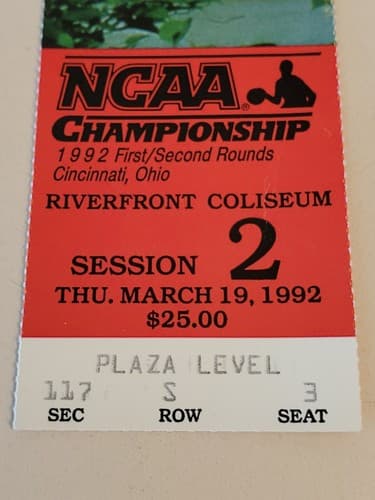 NCAA®
CHAMPIONSHIP
1992 First/Second Rounds
Cincinnati, Ohio
RIVERFRONT COLISEUM
SESSION 2
THU. MARCH 19, 1992
$25.00
PLAZA LEVEL
117 S 3
SEC ROW SEAT